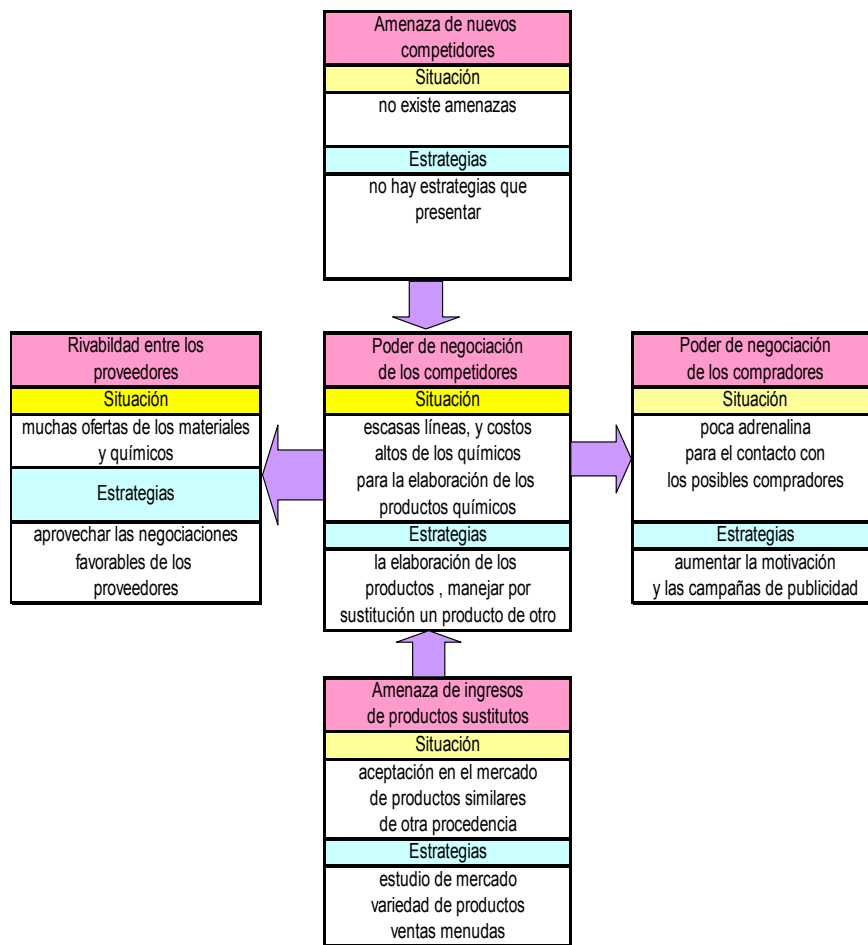 Amenaza de nuevos
competidores
Situación
no existe amenazas
Estrategias
no hay estrategias que
presentar
Rivabildad entre los
proveedores
Situación
muchas ofertas de los materiales
y químicos
Estrategias
aprovechar las negociaciones
favorables de los
proveedores
Poder de negociación
de los competidores
Situación
escasas líneas, y costos
altos de los químicos
para la elaboración de los
productos químicos
Estrategias
la elaboración de los
productos , manejar por
sustitución un producto de otro
Poder de negociación
de los compradores
Situación
poca adrenalina
para el contacto con
los posibles compradores
Estrategias
aumentar la motivación
y las campañas de publicidad
Amenaza de ingresos
de productos sustitutos
Situación
aceptación en el mercado
de productos similares
de otra procedencia
Estrategias
estudio de mercado
variedad de productos
ventas menudas